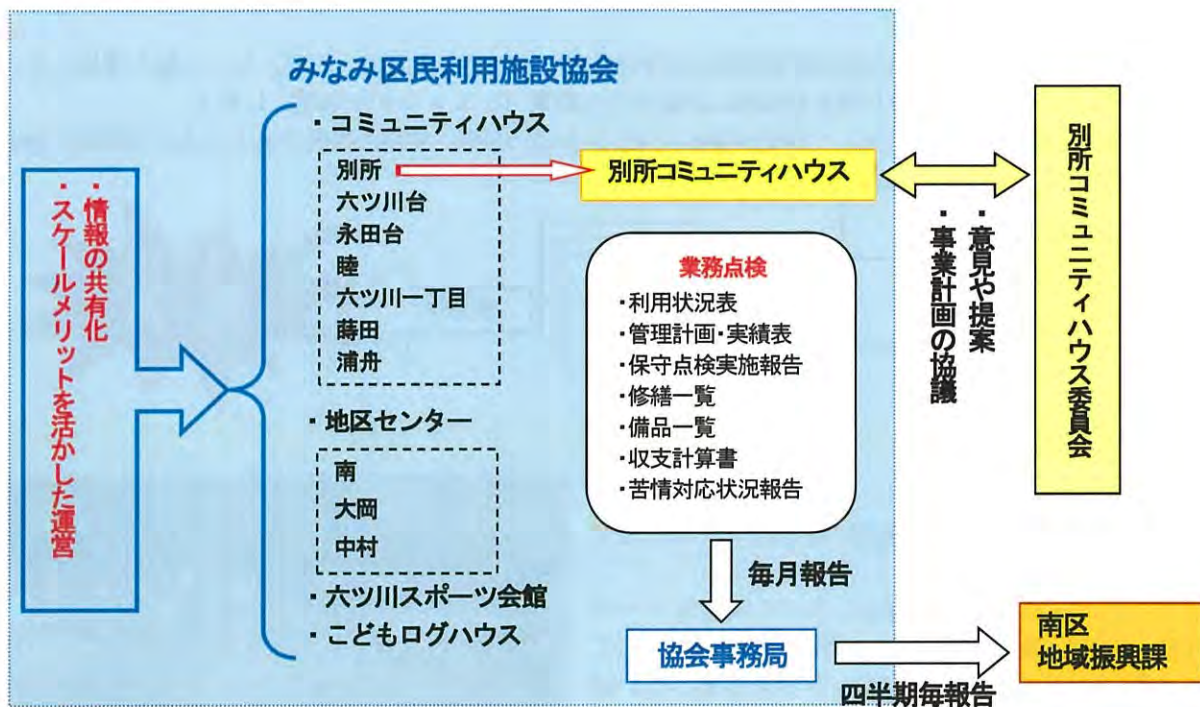 みなみ区民利用施設協会
・情報の共有化
・スケールメリットを活かした運営
・コミュニティハウス
別所
六ツ川台
永田台
睦
六ツ川一丁目
蒔田
浦舟
・地区センター
南
大岡
中村
・六ツ川スポーツ会館
・こどもログハウス
別所コミュニティハウス
業務点検
・利用状況表
・管理計画・実績表
・保守点検実施報告
・修繕一覧
・備品一覧
・収支計算書
・苦情対応状況報告
毎月報告
協会事務局
四半期毎報告
・意見や提案
・事業計画の協議
別所コミュニティハウス委員会
南区
地域振興課